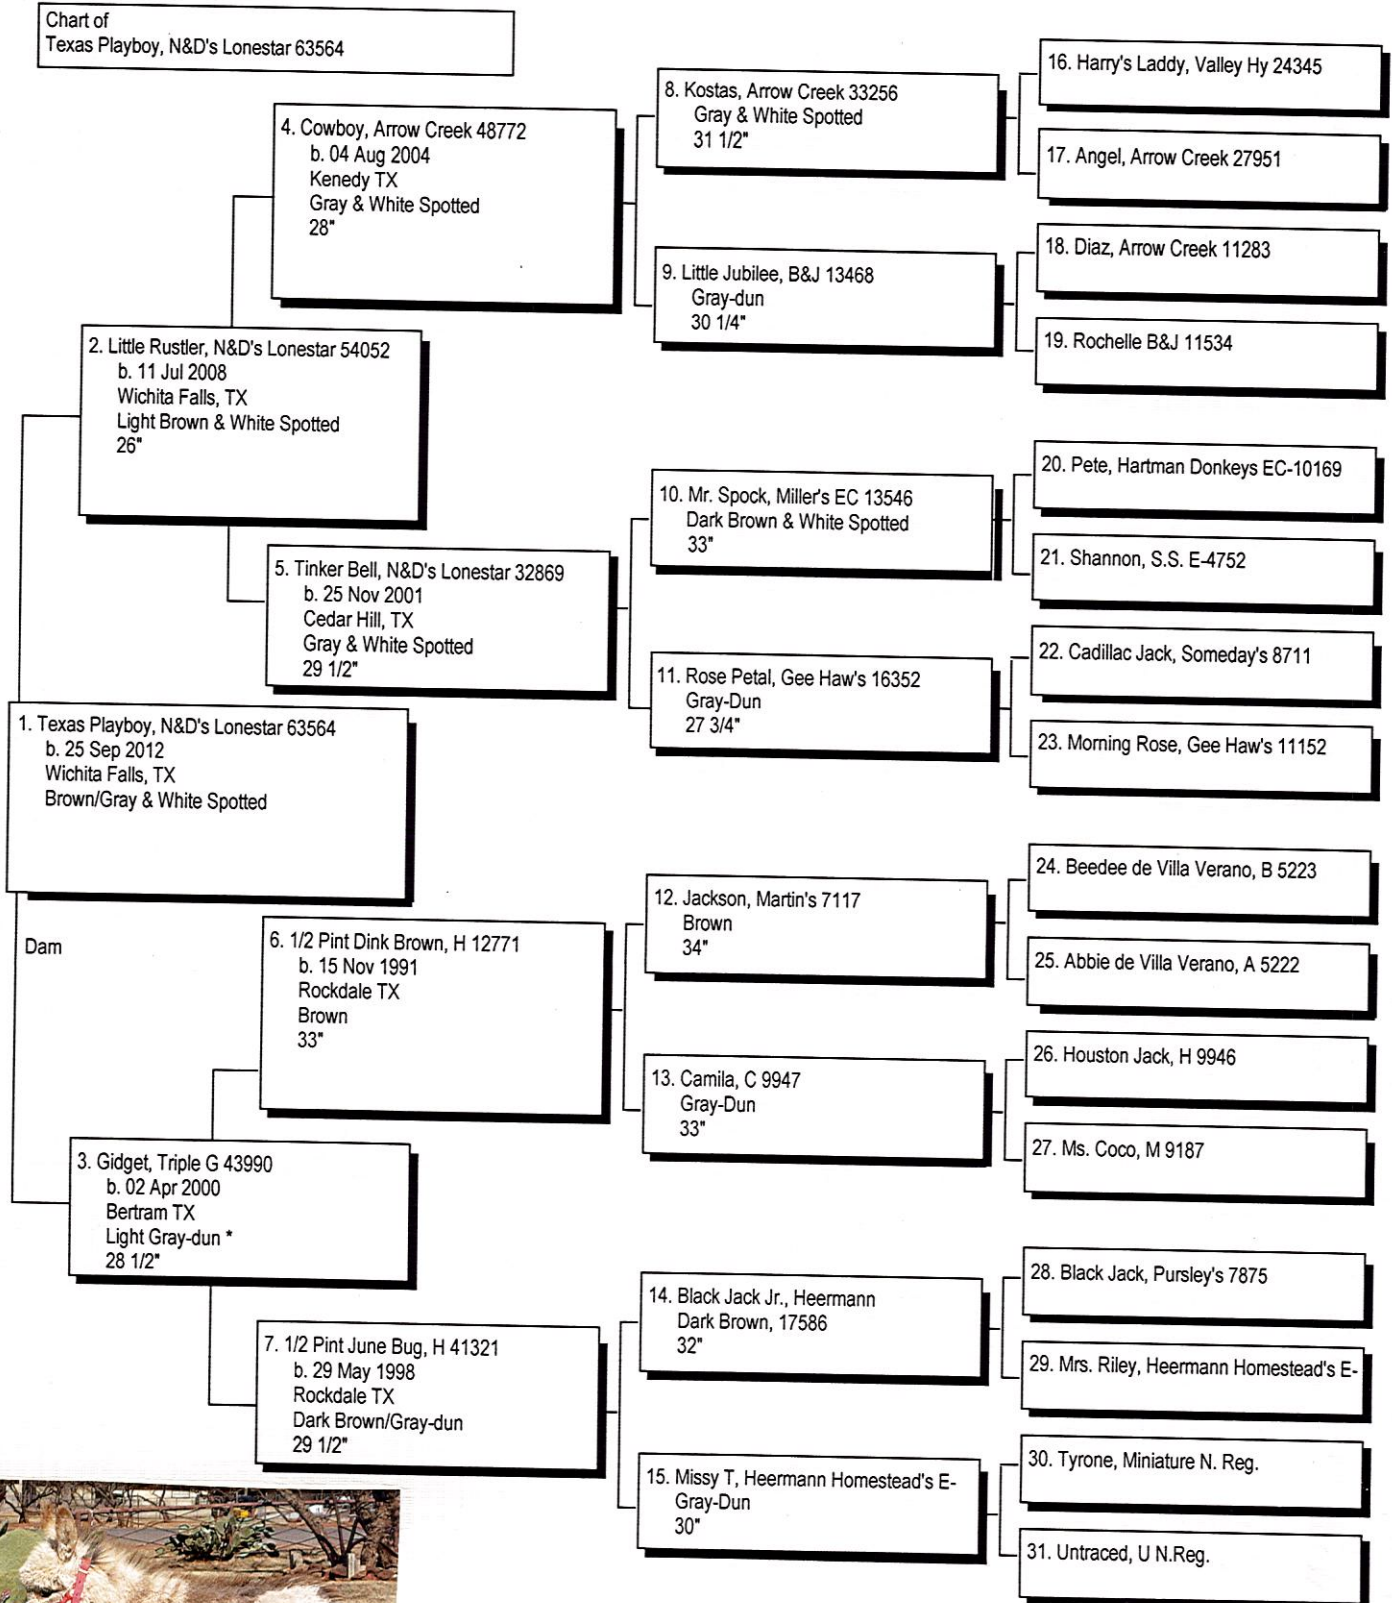 Chart of
Texas Playboy, N&D's Lonestar 63564
1. Texas Playboy, N&D's Lonestar 63564
b. 25 Sep 2012
Wichita Falls, TX
Brown/Gray & White Spotted
Dam
2. Little Rustler, N&D's Lonestar 54052
b. 11 Jul 2008
Wichita Falls, TX
Light Brown & White Spotted
26"
3. Gidget, Triple G 43990
b. 02 Apr 2000
Bertram TX
Light Gray-dun *
28 1/2"
4. Cowboy, Arrow Creek 48772
b. 04 Aug 2004
Kenedy TX
Gray & White Spotted
28"
5. Tinker Bell, N&D's Lonestar 32869
b. 25 Nov 2001
Cedar Hill, TX
Gray & White Spotted
29 1/2"
6. 1/2 Pint Dink Brown, H 12771
b. 15 Nov 1991
Rockdale TX
Brown
33"
7. 1/2 Pint June Bug, H 41321
b. 29 May 1998
Rockdale TX
Dark Brown/Gray-dun
29 1/2"
8. Kostas, Arrow Creek 33256
Gray & White Spotted
31 1/2"
9. Little Jubilee, B&J 13468
Gray-dun
30 1/4"
10. Mr. Spock, Miller's EC 13546
Dark Brown & White Spotted
33"
11. Rose Petal, Gee Haw's 16352
Gray-Dun
27 3/4"
12. Jackson, Martin's 7117
Brown
34"
13. Camila, C 9947
Gray-Dun
33"
14. Black Jack Jr., Heermann
Dark Brown, 17586
32"
15. Missy T, Heermann Homestead's E-
Gray-Dun
30"
16. Harry's Laddy, Valley Hy 24345
17. Angel, Arrow Creek 27951
18. Diaz, Arrow Creek 11283
19. Rochelle B&J 11534
20. Pete, Hartman Donkeys EC-10169
21. Shannon, S.S. E-4752
22. Cadillac Jack, Someday's 8711
23. Morning Rose, Gee Haw's 11152
24. Beedee de Villa Verano, B 5223
25. Abbie de Villa Verano, A 5222
26. Houston Jack, H 9946
27. Ms. Coco, M 9187
28. Black Jack, Pursley's 7875
29. Mrs. Riley, Heermann Homestead's E-
30. Tyrone, Miniature N. Reg.
31. Untraced, U N.Reg.